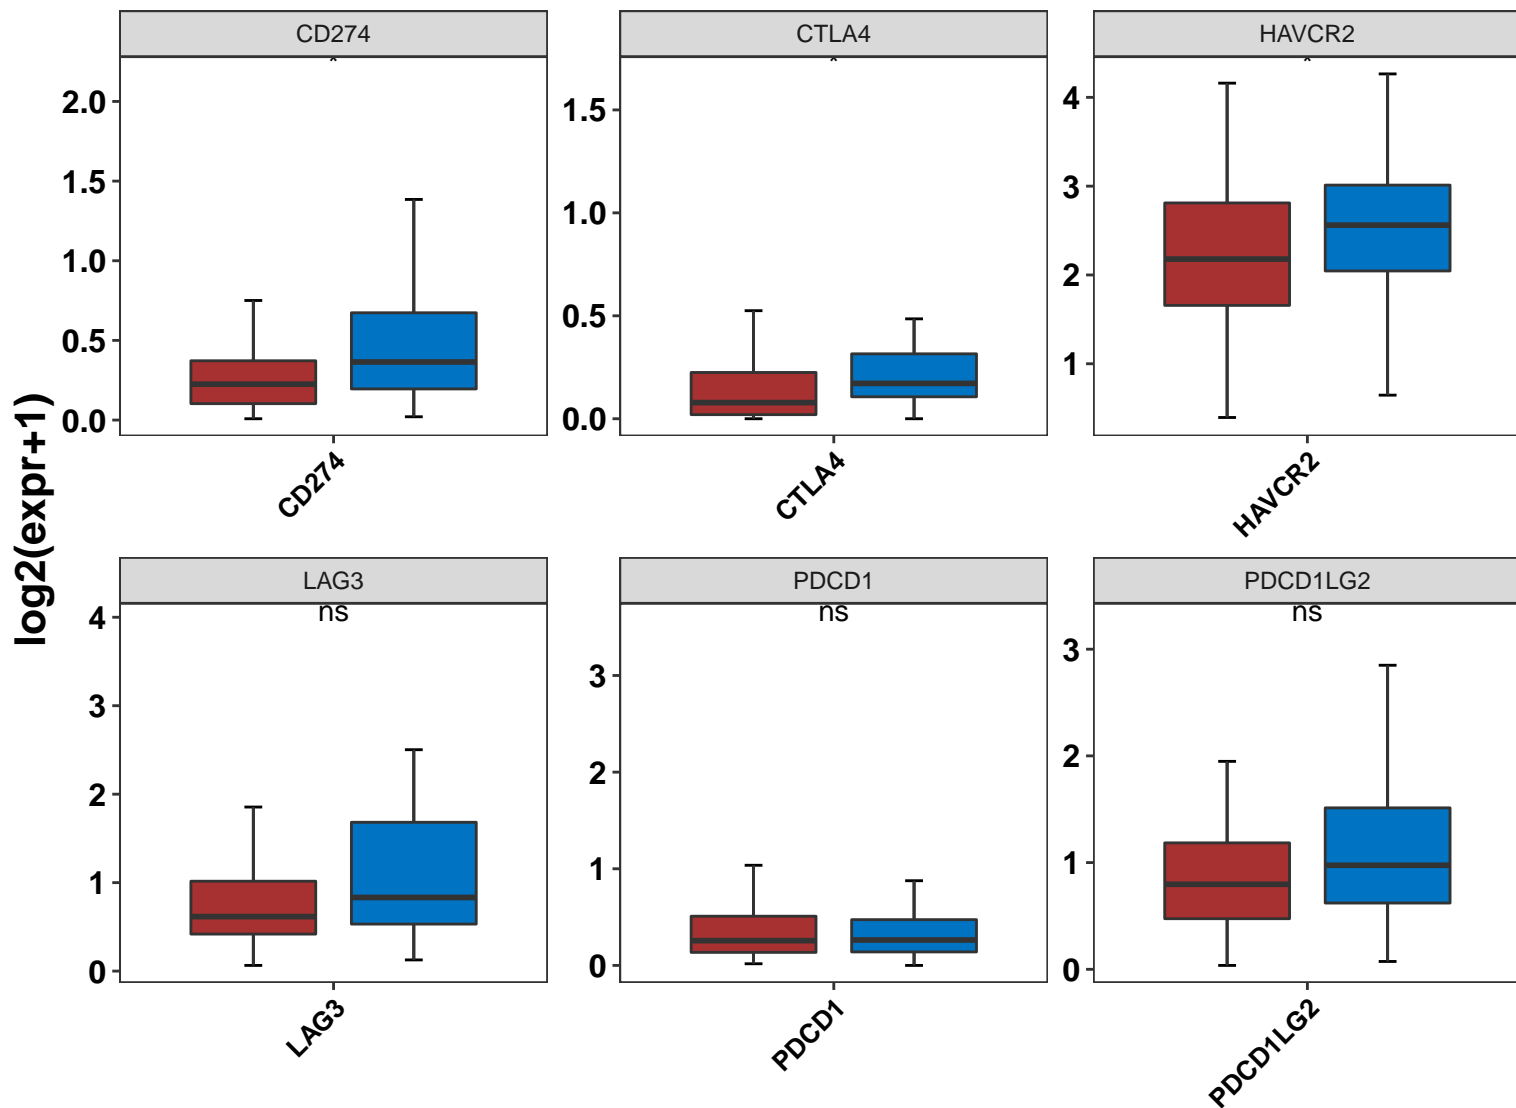 CD274
CTLA4
HAVCR2
*
*
*
2.0
1.5
1.0
0.5
0.0
1.5
1.0
0.5
0.0
4
3
2
1
CD274
CTLA4
HAVCR2
log2(expr+1)
LAG3
PDCD1
PDCD1LG2
ns
ns
ns
4
3
2
1
0
3
2
1
0
3
2
1
0
LAG3
PDCD1
PDCD1LG2